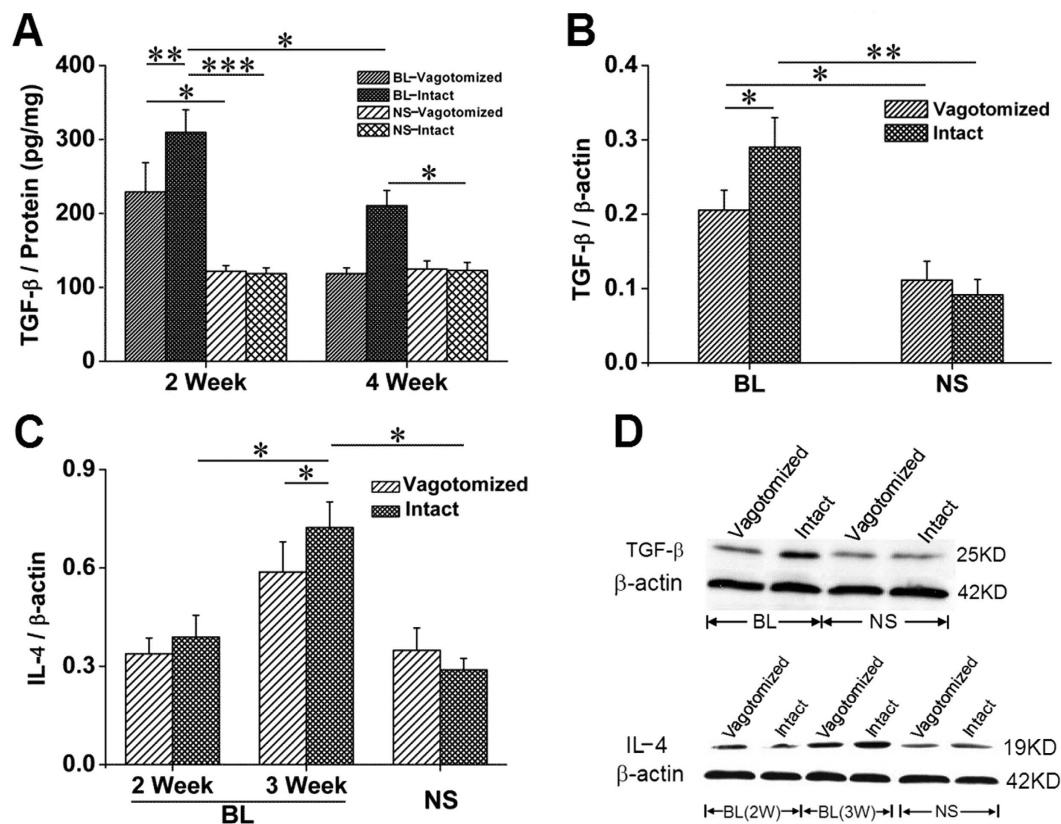 A
TGF-β / Protein (pg/mg)
400
300
200
100
0
**
***
*
*
*
BL–Vagotomized
BL–Intact
NS–Vagotomized
NS–Intact
2 Week
4 Week
B
TGF-β / β-actin
0.4
0.3
0.2
0.1
0.0
**
*
*
Vagotomized
Intact
BL
NS
C
IL-4 / β-actin
0.9
0.6
0.3
0.0
*
*
*
Vagotomized
Intact
2 Week
3 Week
NS
BL
D
Vagotomized Intact Vagotomized Intact
TGF-β 25KD
β-actin 42KD
BL NS
Vagotomized Intact Vagotomized Intact Vagotomized Intact
IL–4 19KD
β-actin 42KD
BL(2W) BL(3W) NS